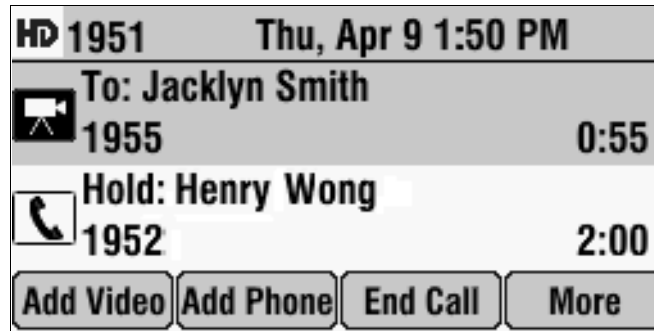 HD 1951 Thu, Apr 9 1:50 PM
To: Jacklyn Smith
1955 0:55
Hold: Henry Wong
1952 2:00
Add Video Add Phone End Call More